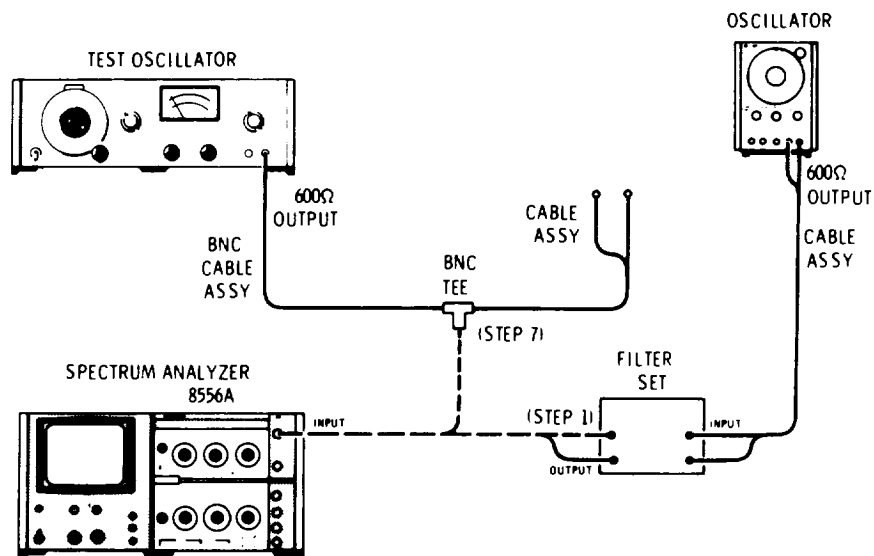 OSCILLATOR
TEST OSCILLATOR
600Ω
OUTPUT
BNC
CABLE
ASSY
BNC
TEE
CABLE
ASSY
600Ω
OUTPUT
CABLE
ASSY
(STEP 7)
SPECTRUM ANALYZER
8556A
INPUT
FILTER
SET
(STEP 1)
INPUT
OUTPUT